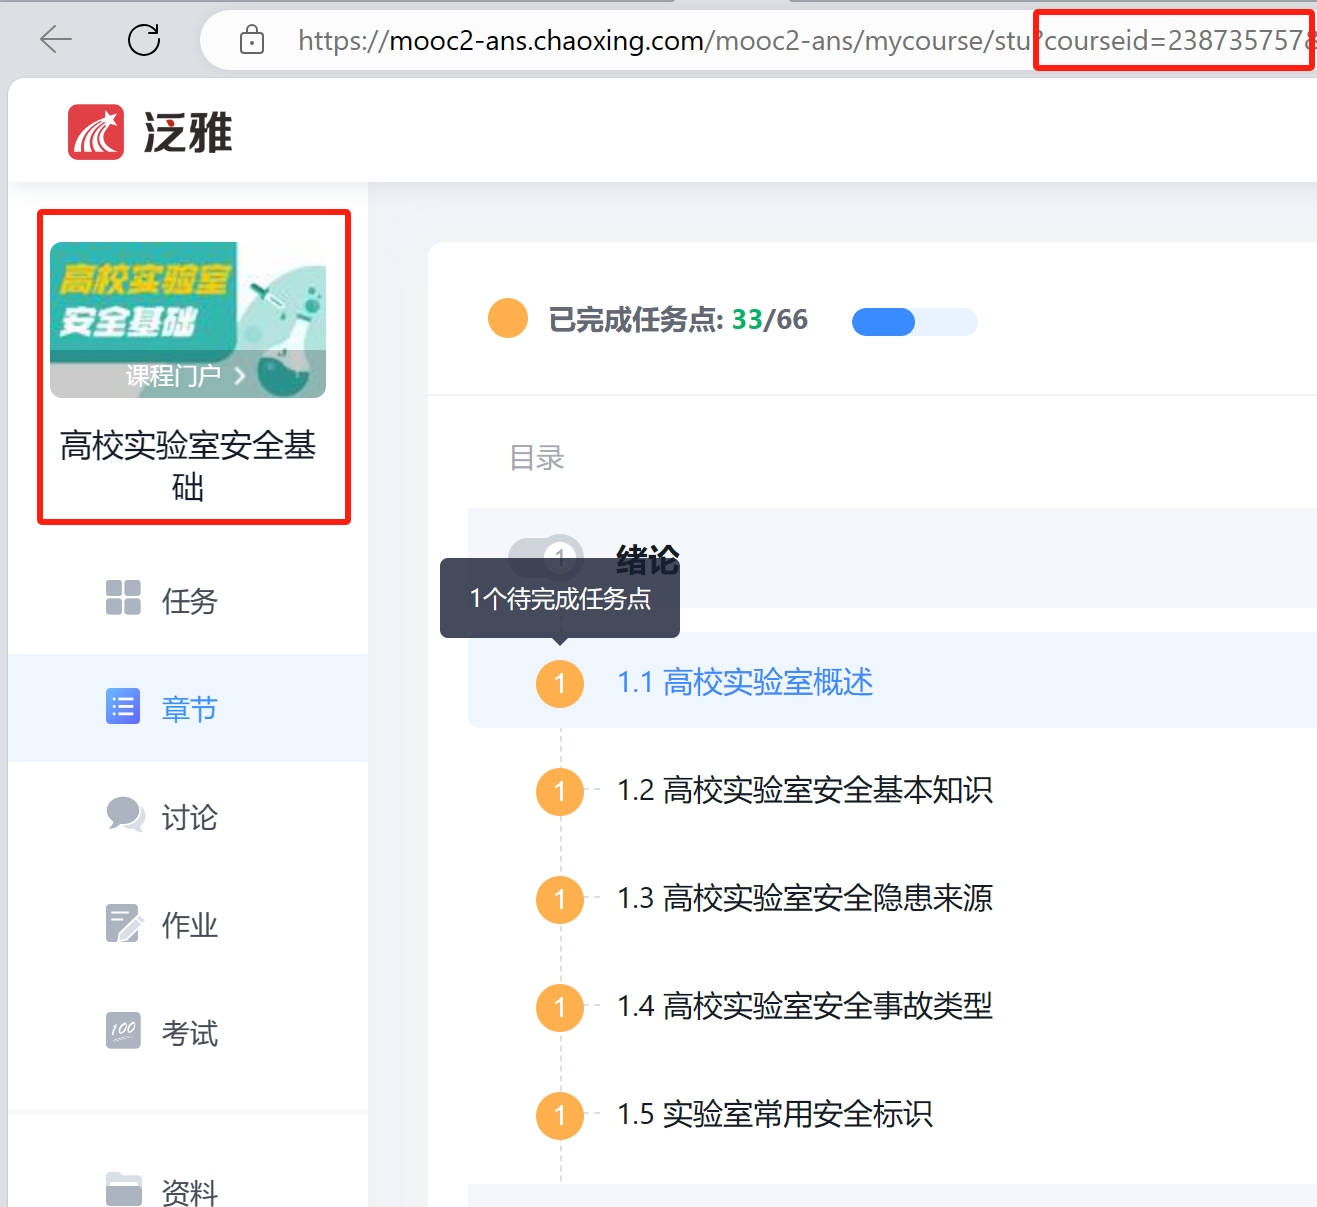 https://mooc2-ans.chaoxing.com/mooc2-ans/mycourse/stu?courseid=238735757
泛雅
高校实验室
安全基础
课程门户 >
高校实验室安全基
础
任务
章节
讨论
作业
100
考试
资料
已完成任务点: 33/66
目录
1 绪论
1个待完成任务点
1 1.1 高校实验室概述
1 1.2 高校实验室安全基本知识
1 1.3 高校实验室安全隐患来源
1 1.4 高校实验室安全事故类型
1 1.5 实验室常用安全标识